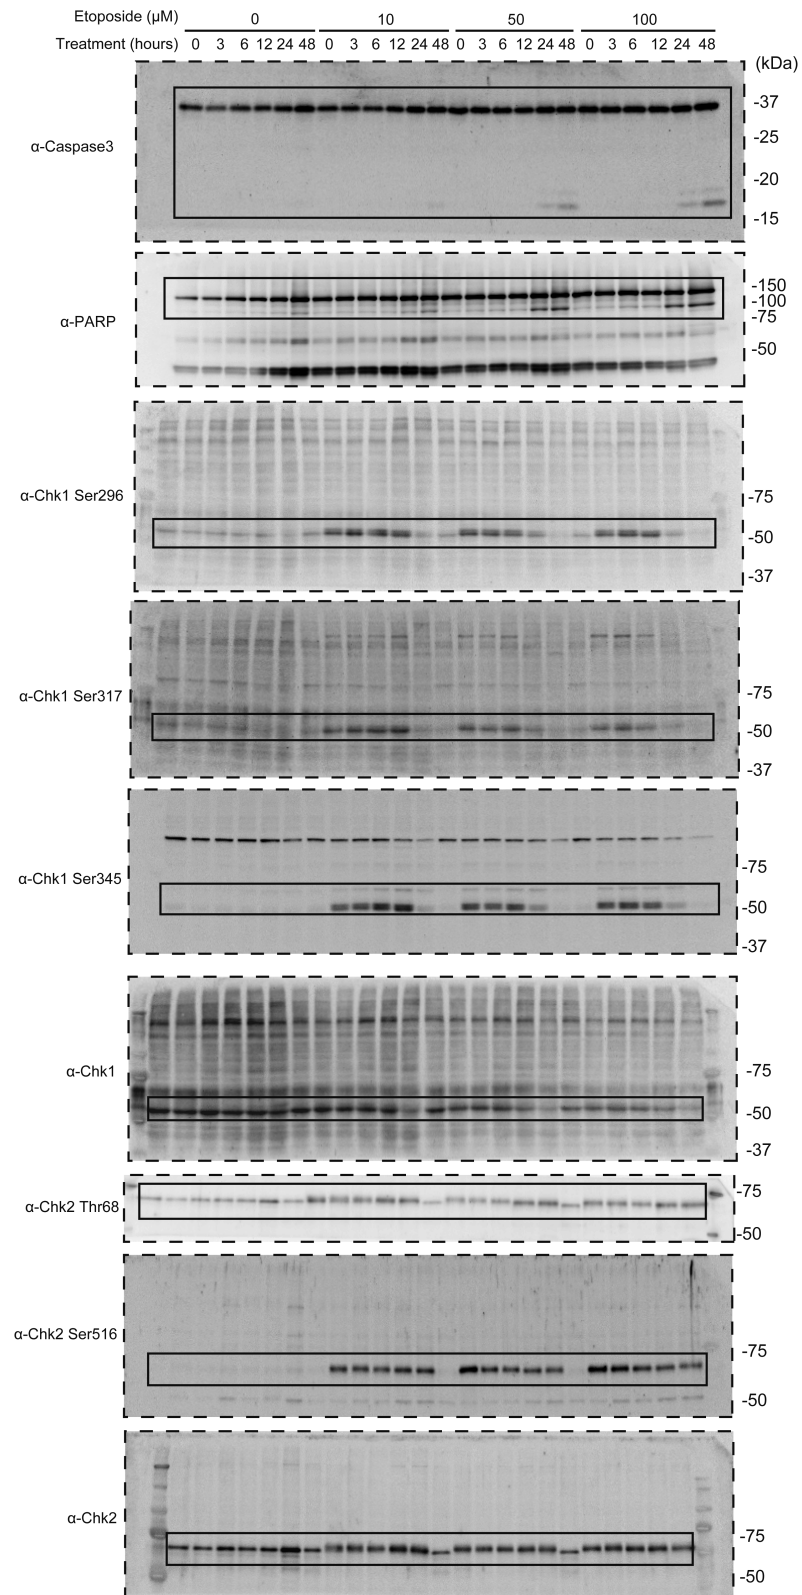 Etoposide (µM) 0 10 50 100
Treatment (hours) 0 3 6 12 24 48 0 3 6 12 24 48 0 3 6 12 24 48 0 3 6 12 24 48
(kDa)
-37
-25
α-Caspase3
-20
-15
-150
-100
-75
α-PARP
-50
α-Chk1 Ser296
-75
-50
-37
α-Chk1 Ser317
-75
-50
-37
-75
α-Chk1 Ser345
-50
-37
α-Chk1
-75
-50
-37
-75
α-Chk2 Thr68
-50
α-Chk2 Ser516
-75
-50
α-Chk2
-75
-50